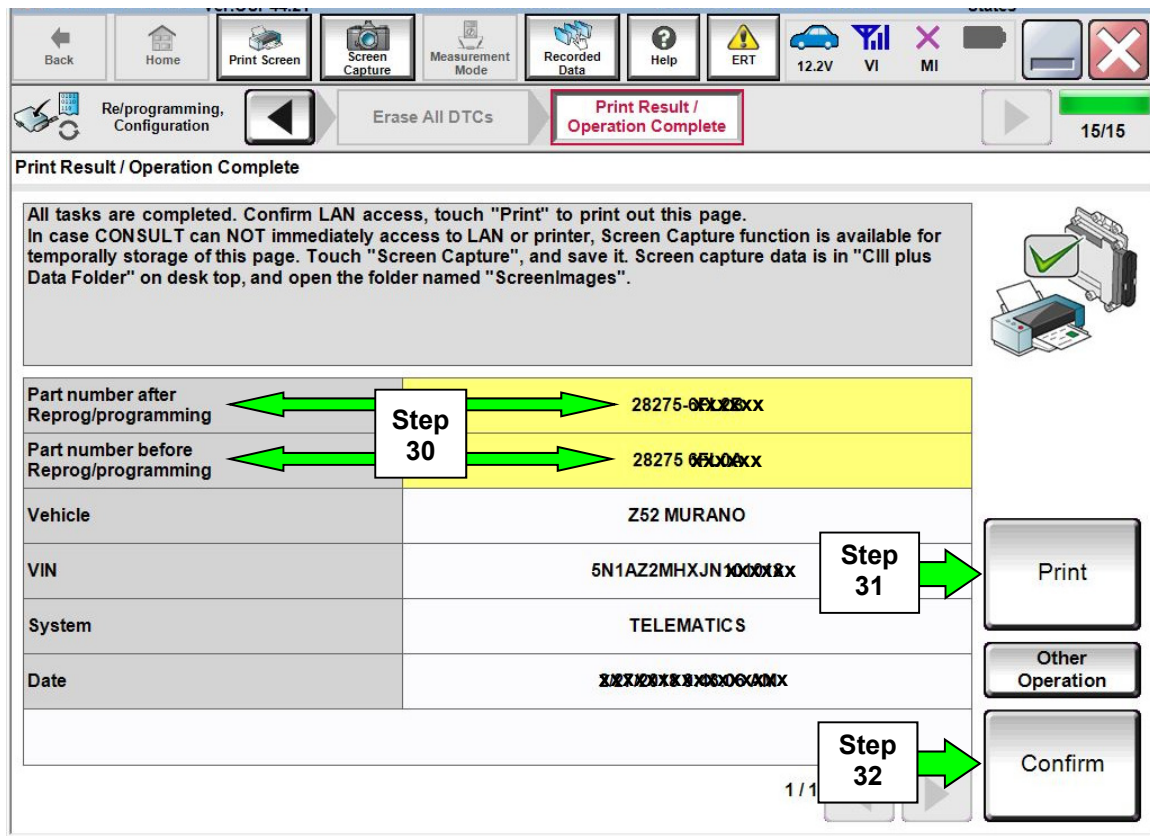 Back
Home
Print Screen
Screen
Capture
Measurement
Mode
Recorded
Data
Help
ERT
12.2V
VI
MI
Re/programming,
Configuration
Erase All DTCs
Print Result /
Operation Complete
15/15
Print Result / Operation Complete
All tasks are completed. Confirm LAN access, touch "Print" to print out this page.
In case CONSULT can NOT immediately access to LAN or printer, Screen Capture function is available for
temporally storage of this page. Touch "Screen Capture", and save it. Screen capture data is in "CIII plus
Data Folder" on desk top, and open the folder named "ScreenImages".
Part number after
Reprog/programming
28275-
Step
30
Part number before
Reprog/programming
28275
Vehicle
Z52 MURANO
VIN
5N1AZ2MHXJN
Step
31
Print
System
TELEMATICS
Other
Operation
Date
Step
32
Confirm
1 / 1